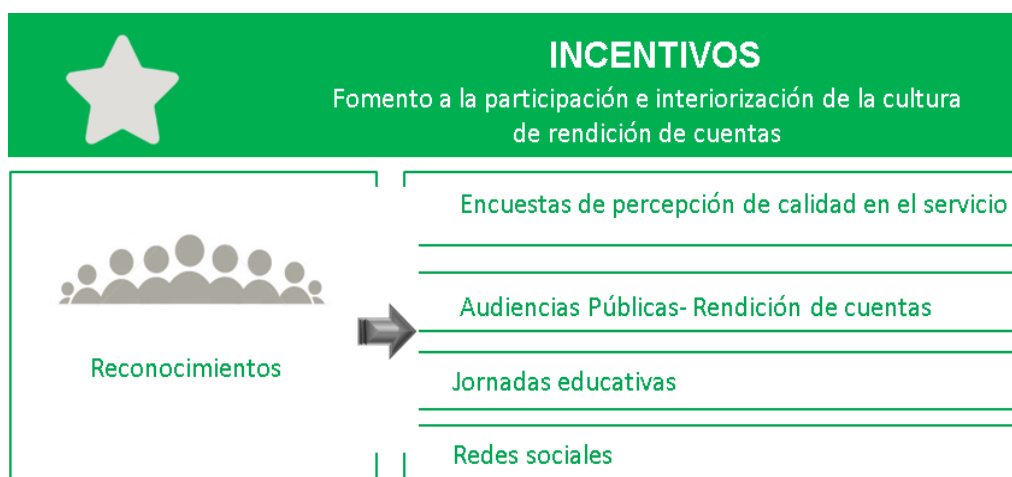 INCENTIVOS
Fomento a la participación e interiorización de la cultura
de rendición de cuentas
Encuestas de percepción de calidad en el servicio
Audiencias Públicas- Rendición de cuentas
Reconocimientos
Jornadas educativas
Redes sociales